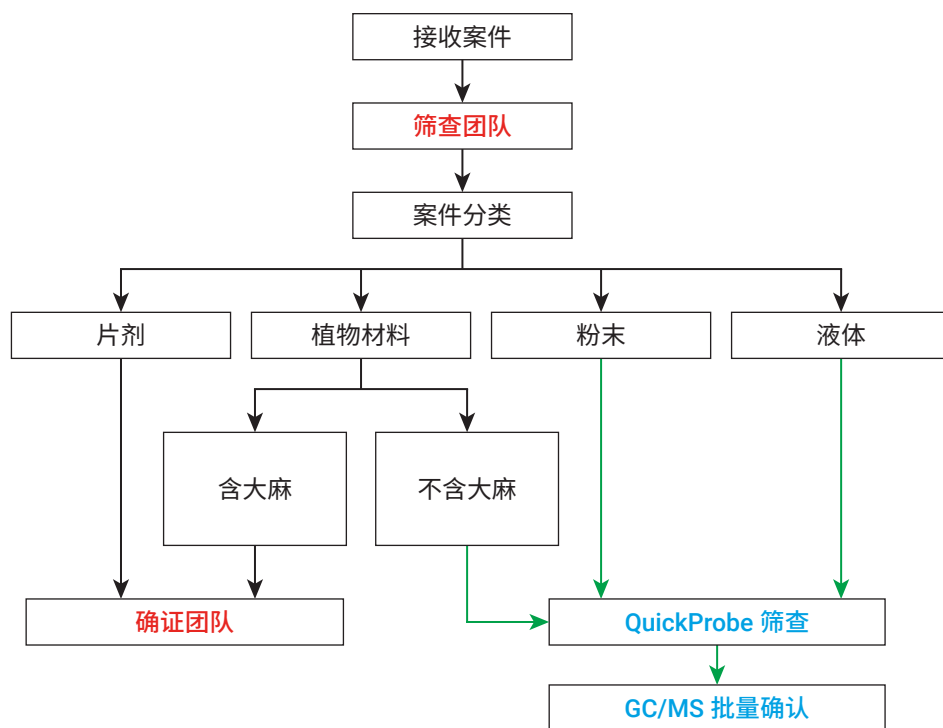 接收案件
筛查团队
案件分类
片剂
植物材料
粉末
液体
含大麻
不含大麻
确证团队
QuickProbe 筛查
GC/MS 批量确认